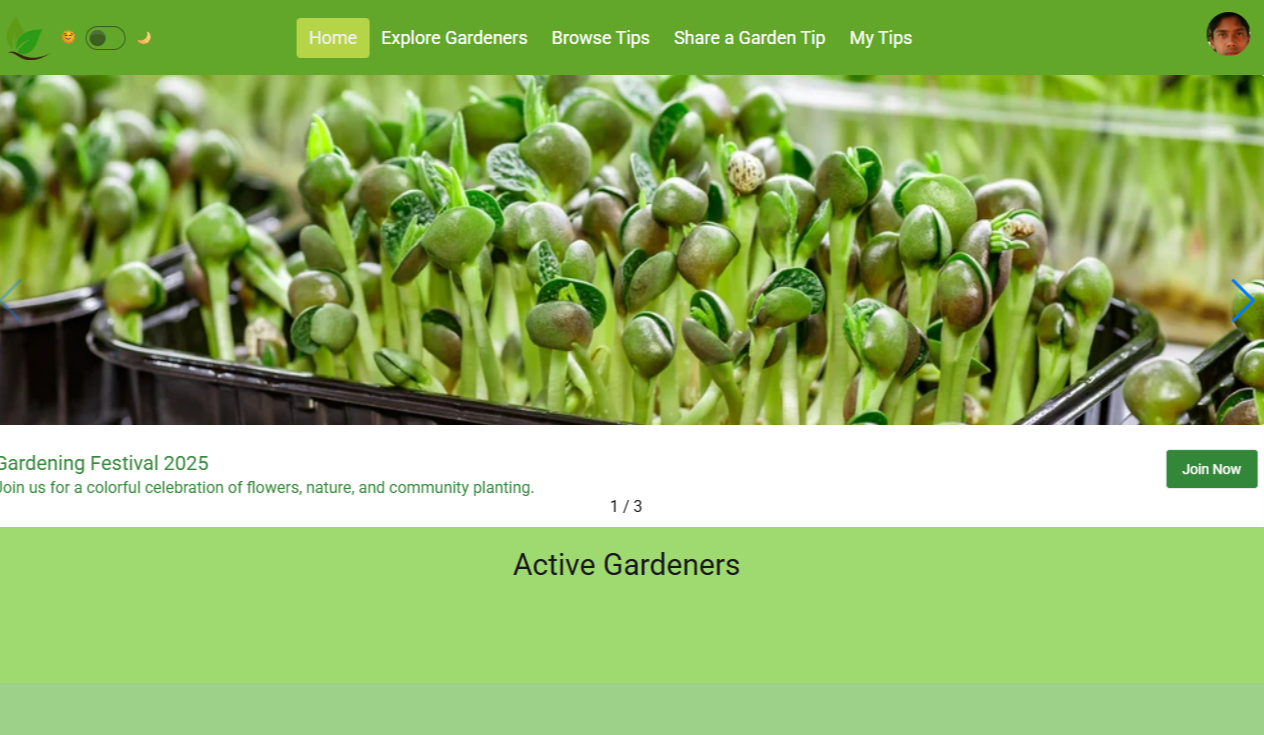 Home Explore Gardeners Browse Tips Share a Garden Tip My Tips
Gardening Festival 2025
Join us for a colorful celebration of flowers, nature, and community planting.
Join Now
1 / 3
Active Gardeners